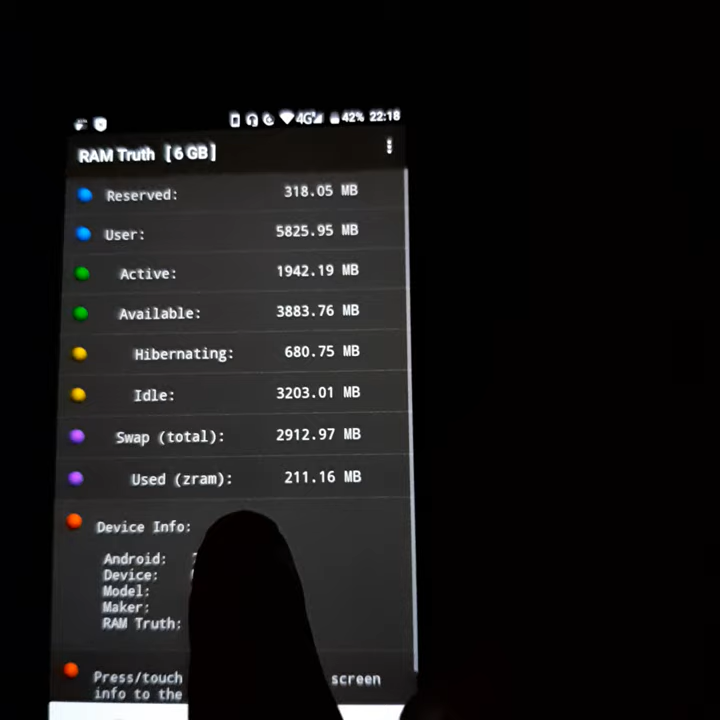 4G 42% 22:18
RAM Truth [6 GB]
Reserved: 318.05 MB
User: 5825.95 MB
Active: 1942.19 MB
Available: 3883.76 MB
Hibernating: 680.75 MB
Idle: 3203.01 MB
Swap (total): 2912.97 MB
Used (zram): 211.16 MB
Device Info:
Android:
Device:
Model:
Maker:
RAM Truth:
Press/touch screen
info to the